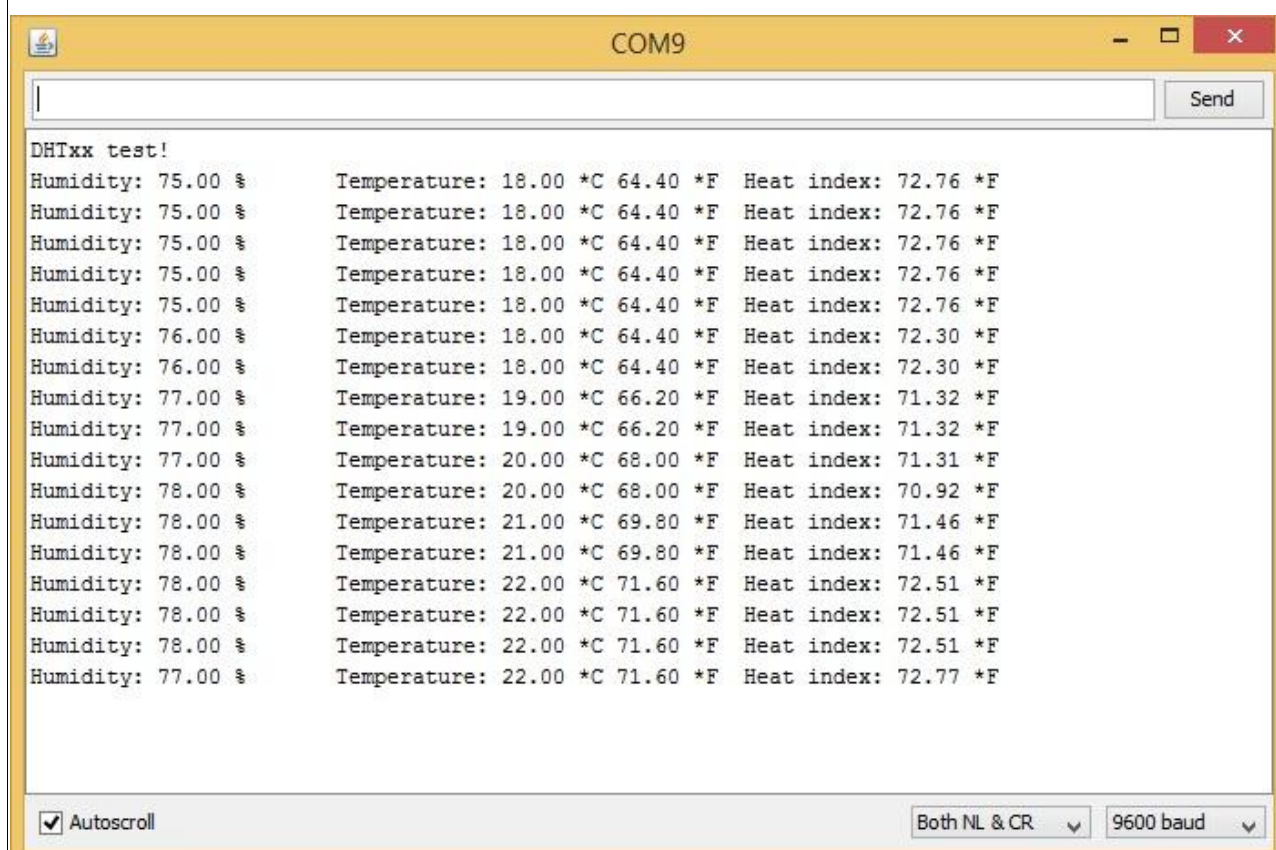 COM9
Send
DHTxx test!
Humidity: 75.00 % Temperature: 18.00 *C 64.40 *F Heat index: 72.76 *F
Humidity: 75.00 % Temperature: 18.00 *C 64.40 *F Heat index: 72.76 *F
Humidity: 75.00 % Temperature: 18.00 *C 64.40 *F Heat index: 72.76 *F
Humidity: 75.00 % Temperature: 18.00 *C 64.40 *F Heat index: 72.76 *F
Humidity: 75.00 % Temperature: 18.00 *C 64.40 *F Heat index: 72.76 *F
Humidity: 76.00 % Temperature: 18.00 *C 64.40 *F Heat index: 72.30 *F
Humidity: 76.00 % Temperature: 18.00 *C 64.40 *F Heat index: 72.30 *F
Humidity: 77.00 % Temperature: 19.00 *C 66.20 *F Heat index: 71.32 *F
Humidity: 77.00 % Temperature: 19.00 *C 66.20 *F Heat index: 71.32 *F
Humidity: 77.00 % Temperature: 20.00 *C 68.00 *F Heat index: 71.31 *F
Humidity: 78.00 % Temperature: 20.00 *C 68.00 *F Heat index: 70.92 *F
Humidity: 78.00 % Temperature: 21.00 *C 69.80 *F Heat index: 71.46 *F
Humidity: 78.00 % Temperature: 21.00 *C 69.80 *F Heat index: 71.46 *F
Humidity: 78.00 % Temperature: 22.00 *C 71.60 *F Heat index: 72.51 *F
Humidity: 78.00 % Temperature: 22.00 *C 71.60 *F Heat index: 72.51 *F
Humidity: 78.00 % Temperature: 22.00 *C 71.60 *F Heat index: 72.51 *F
Humidity: 77.00 % Temperature: 22.00 *C 71.60 *F Heat index: 72.77 *F
Autoscroll Both NL & CR 9600 baud